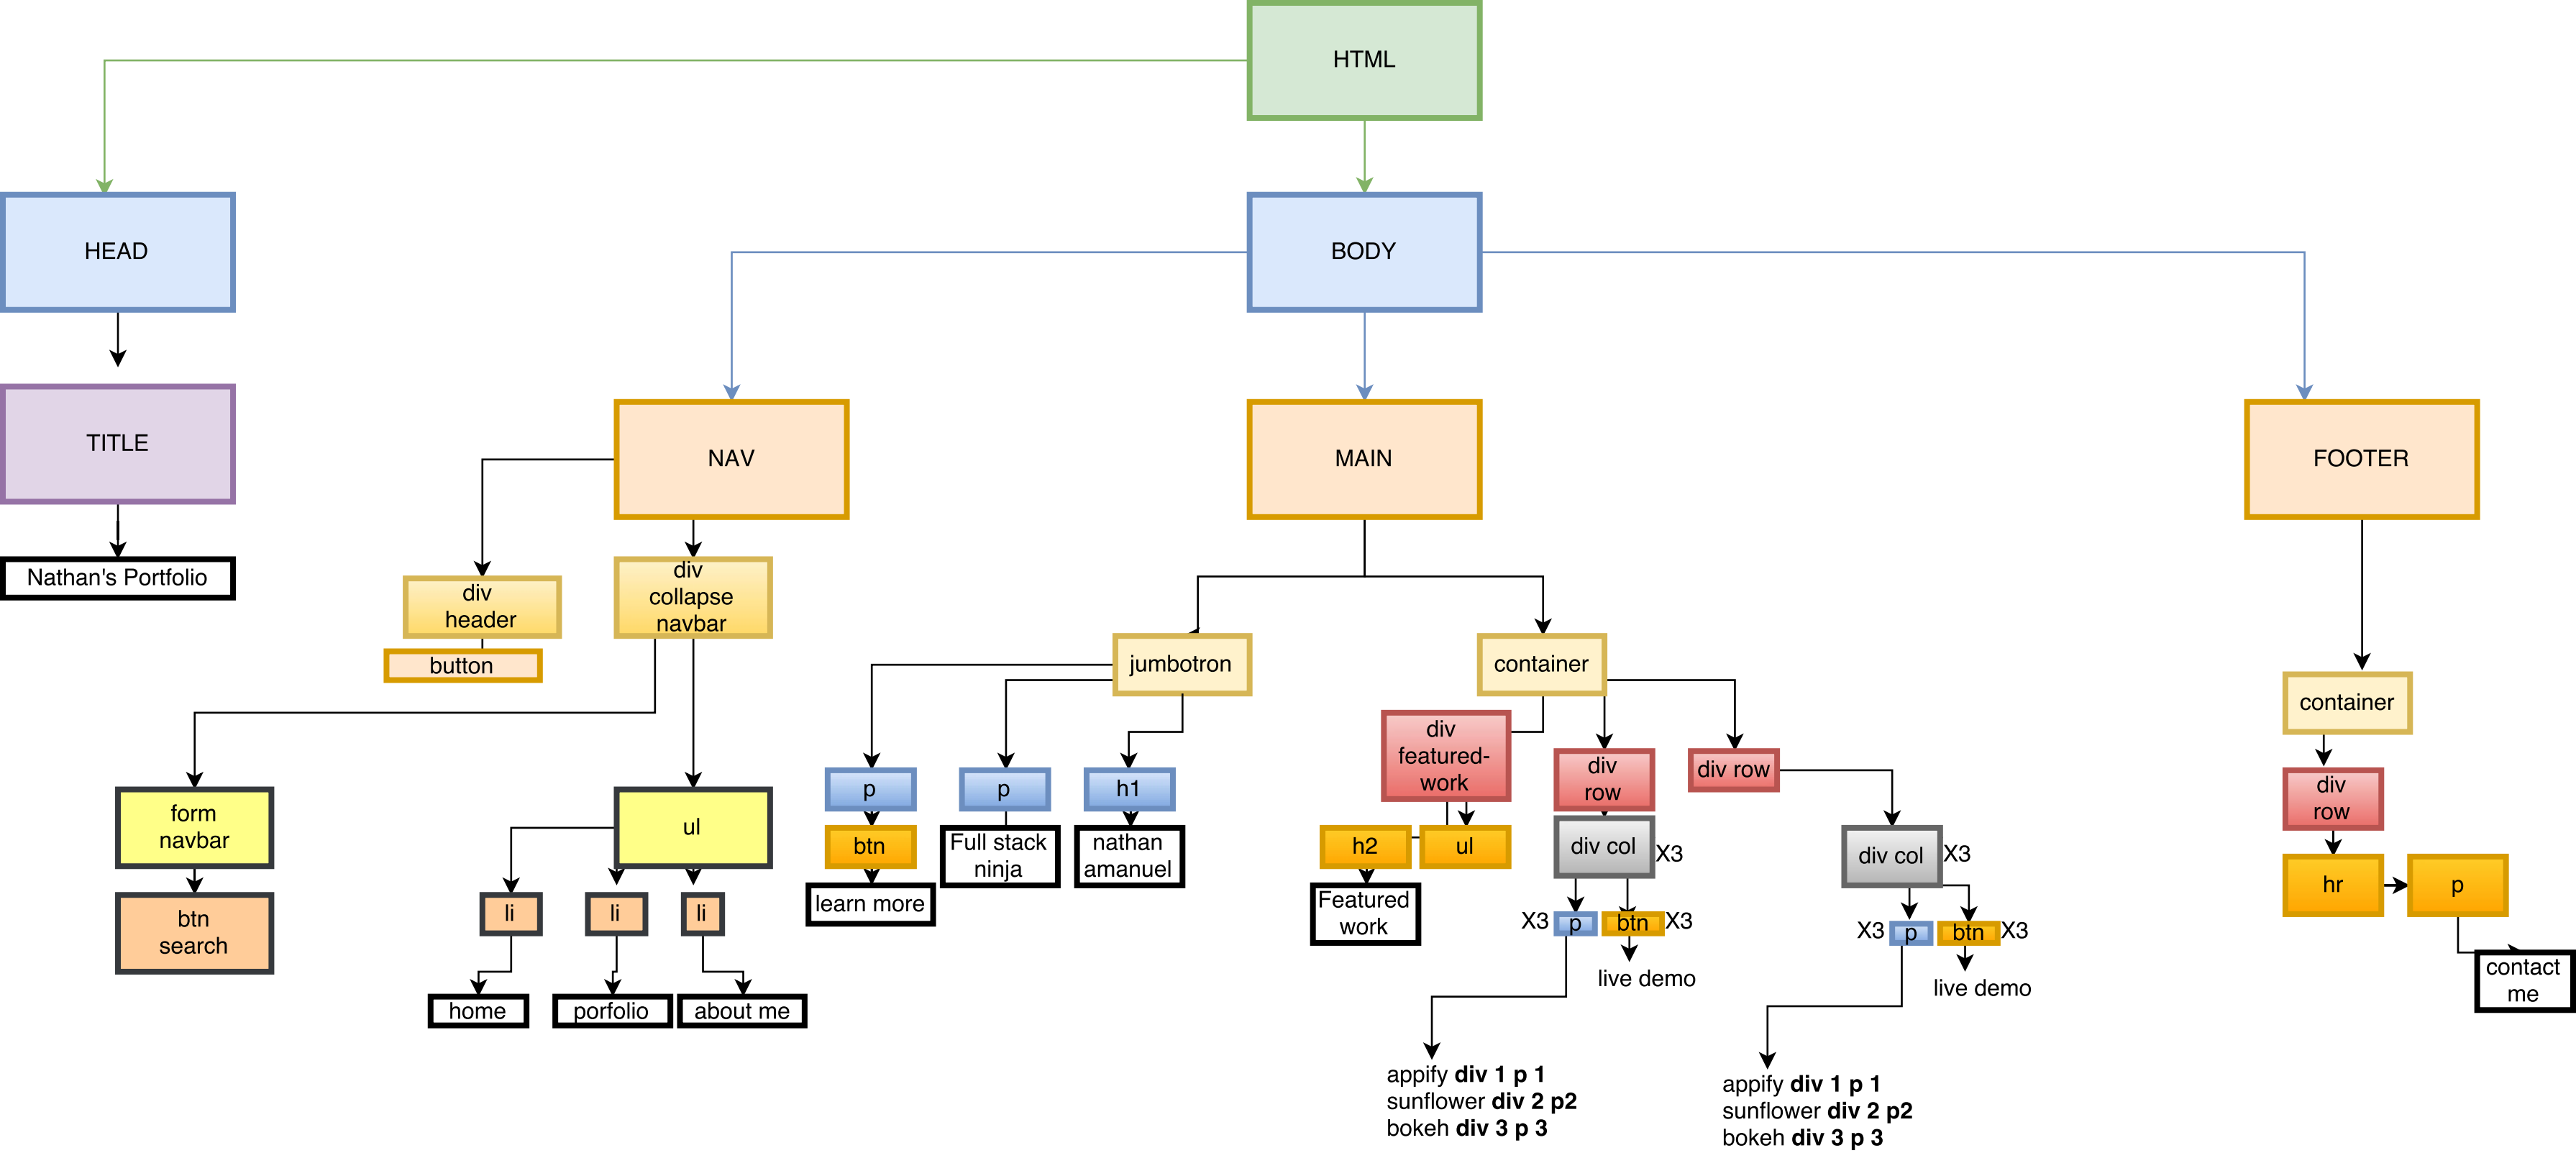 HTML
HEAD
BODY
TITLE
NAV
MAIN
FOOTER
Nathan's Portfolio
div
header
button
div
collapse
navbar
jumbotron
container
container
form
navbar
btn
search
ul
li
li
li
home
porfolio
about me
p
btn
learn more
p
Full stack
ninja
h1
nathan
amanuel
div
featured-
work
h2
ul
Featured
work
div
row
div col
X3
X3
p
btn
X3
live demo
appify div 1 p 1
sunflower div 2 p2
bokeh div 3 p 3
div row
div col
X3
X3
p
btn
X3
live demo
appify div 1 p 1
sunflower div 2 p2
bokeh div 3 p 3
div
row
hr
p
contact
me